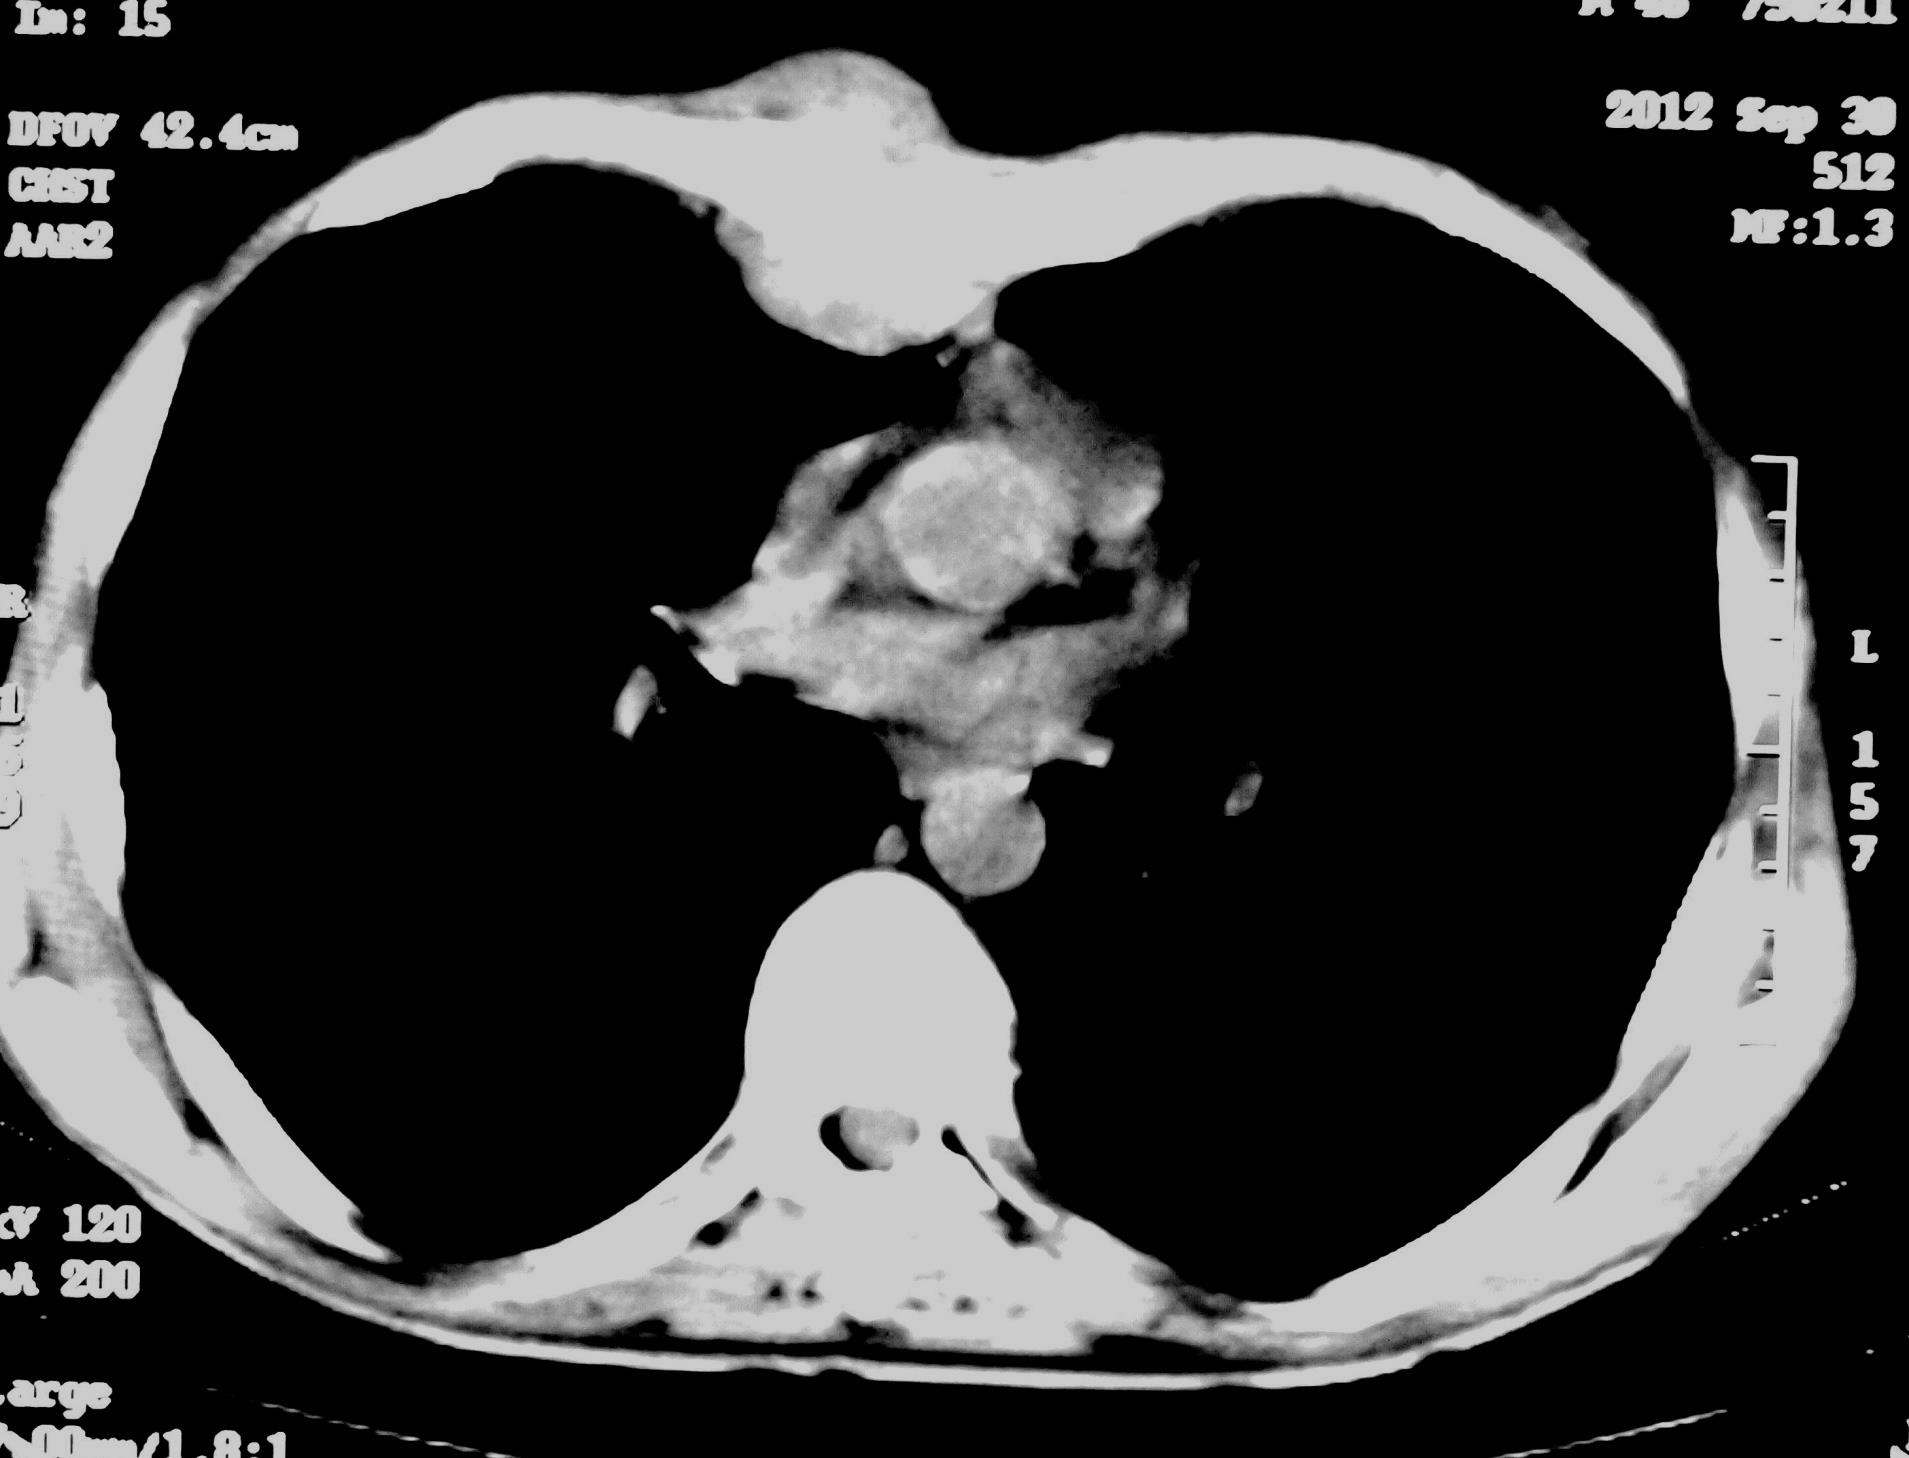 Im: 15
DFOV 42.4cm
CHST
AAR2
2012 Sep 30
512
MF:1.3
R
1
L
1
5
7
kV 120
mA 200
Large